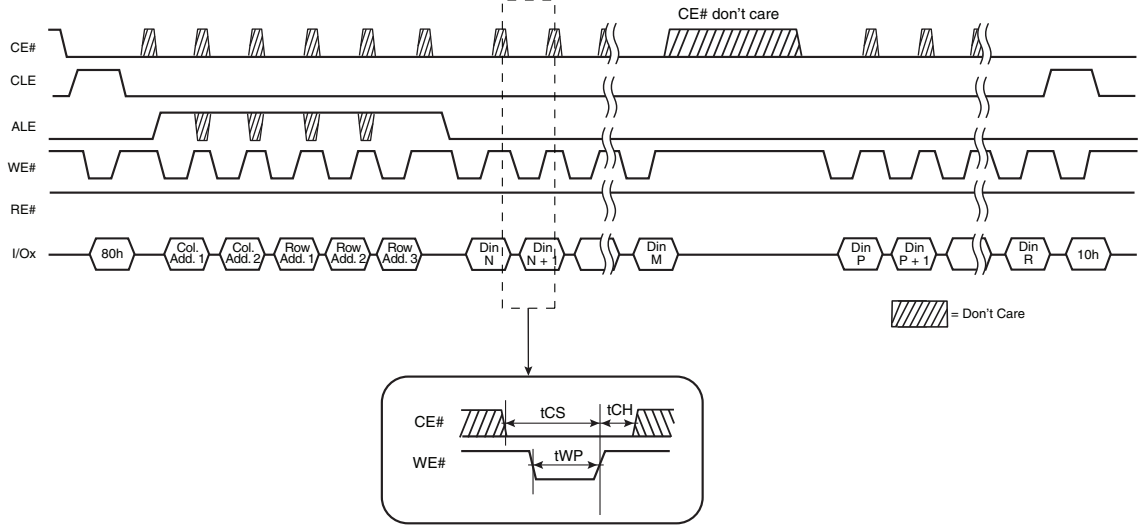 CE# don't care
CE#
CLE
ALE
WE#
RE#
I/Ox
80h
Col.
Add. 1
Col.
Add. 2
Row
Add. 1
Row
Add. 2
Row
Add. 3
Din
N
Din
N + 1
Din
M
Din
P
Din
P + 1
Din
R
10h
= Don't Care
CE#
tCS
tCH
WE#
tWP